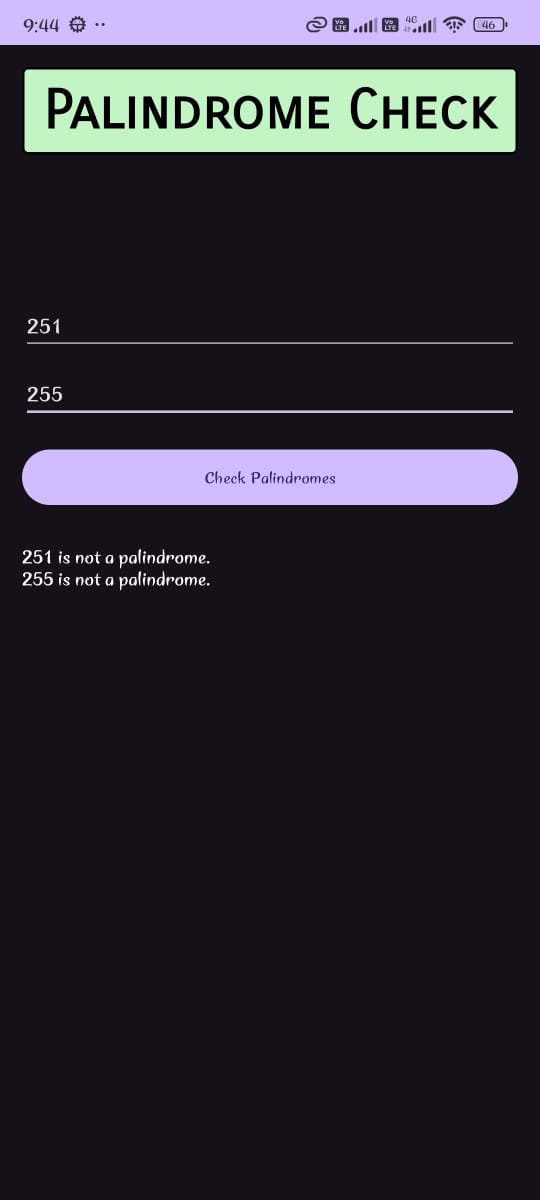 9:44
Vo LTE Vo LTE 4G 46
Palindrome Check
251
255
Check Palindromes
251 is not a palindrome.
255 is not a palindrome.